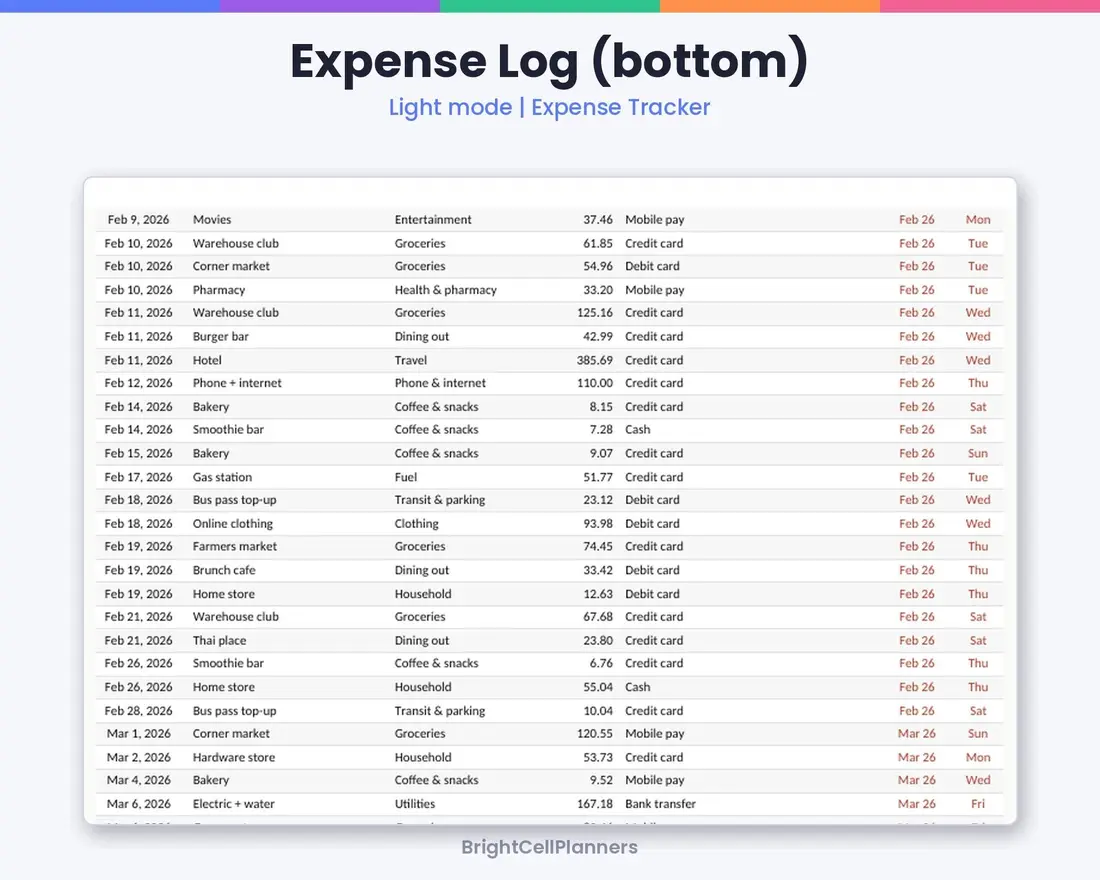 Expense Log (bottom)
Light mode | Expense Tracker
Feb 9, 2026 Movies Entertainment 37.46 Mobile pay Feb 26 Mon
Feb 10, 2026 Warehouse club Groceries 61.85 Credit card Feb 26 Tue
Feb 10, 2026 Corner market Groceries 54.96 Debit card Feb 26 Tue
Feb 10, 2026 Pharmacy Health & pharmacy 33.20 Mobile pay Feb 26 Tue
Feb 11, 2026 Warehouse club Groceries 125.16 Credit card Feb 26 Wed
Feb 11, 2026 Burger bar Dining out 42.99 Credit card Feb 26 Wed
Feb 11, 2026 Hotel Travel 385.69 Credit card Feb 26 Wed
Feb 12, 2026 Phone + internet Phone & internet 110.00 Credit card Feb 26 Thu
Feb 14, 2026 Bakery Coffee & snacks 8.15 Credit card Feb 26 Sat
Feb 14, 2026 Smoothie bar Coffee & snacks 7.28 Cash Feb 26 Sat
Feb 15, 2026 Bakery Coffee & snacks 9.07 Credit card Feb 26 Sun
Feb 17, 2026 Gas station Fuel 51.77 Credit card Feb 26 Tue
Feb 18, 2026 Bus pass top-up Transit & parking 23.12 Debit card Feb 26 Wed
Feb 18, 2026 Online clothing Clothing 93.98 Debit card Feb 26 Wed
Feb 19, 2026 Farmers market Groceries 74.45 Credit card Feb 26 Thu
Feb 19, 2026 Brunch cafe Dining out 33.42 Debit card Feb 26 Thu
Feb 19, 2026 Home store Household 12.63 Debit card Feb 26 Thu
Feb 21, 2026 Warehouse club Groceries 67.68 Credit card Feb 26 Sat
Feb 21, 2026 Thai place Dining out 23.80 Credit card Feb 26 Sat
Feb 26, 2026 Smoothie bar Coffee & snacks 6.76 Credit card Feb 26 Thu
Feb 26, 2026 Home store Household 55.04 Cash Feb 26 Thu
Feb 28, 2026 Bus pass top-up Transit & parking 10.04 Credit card Feb 26 Sat
Mar 1, 2026 Corner market Groceries 120.55 Mobile pay Mar 26 Sun
Mar 2, 2026 Hardware store Household 53.73 Credit card Mar 26 Mon
Mar 4, 2026 Bakery Coffee & snacks 9.52 Mobile pay Mar 26 Wed
Mar 6, 2026 Electric + water Utilities 167.18 Bank transfer Mar 26 Fri
BrightCellPlanners